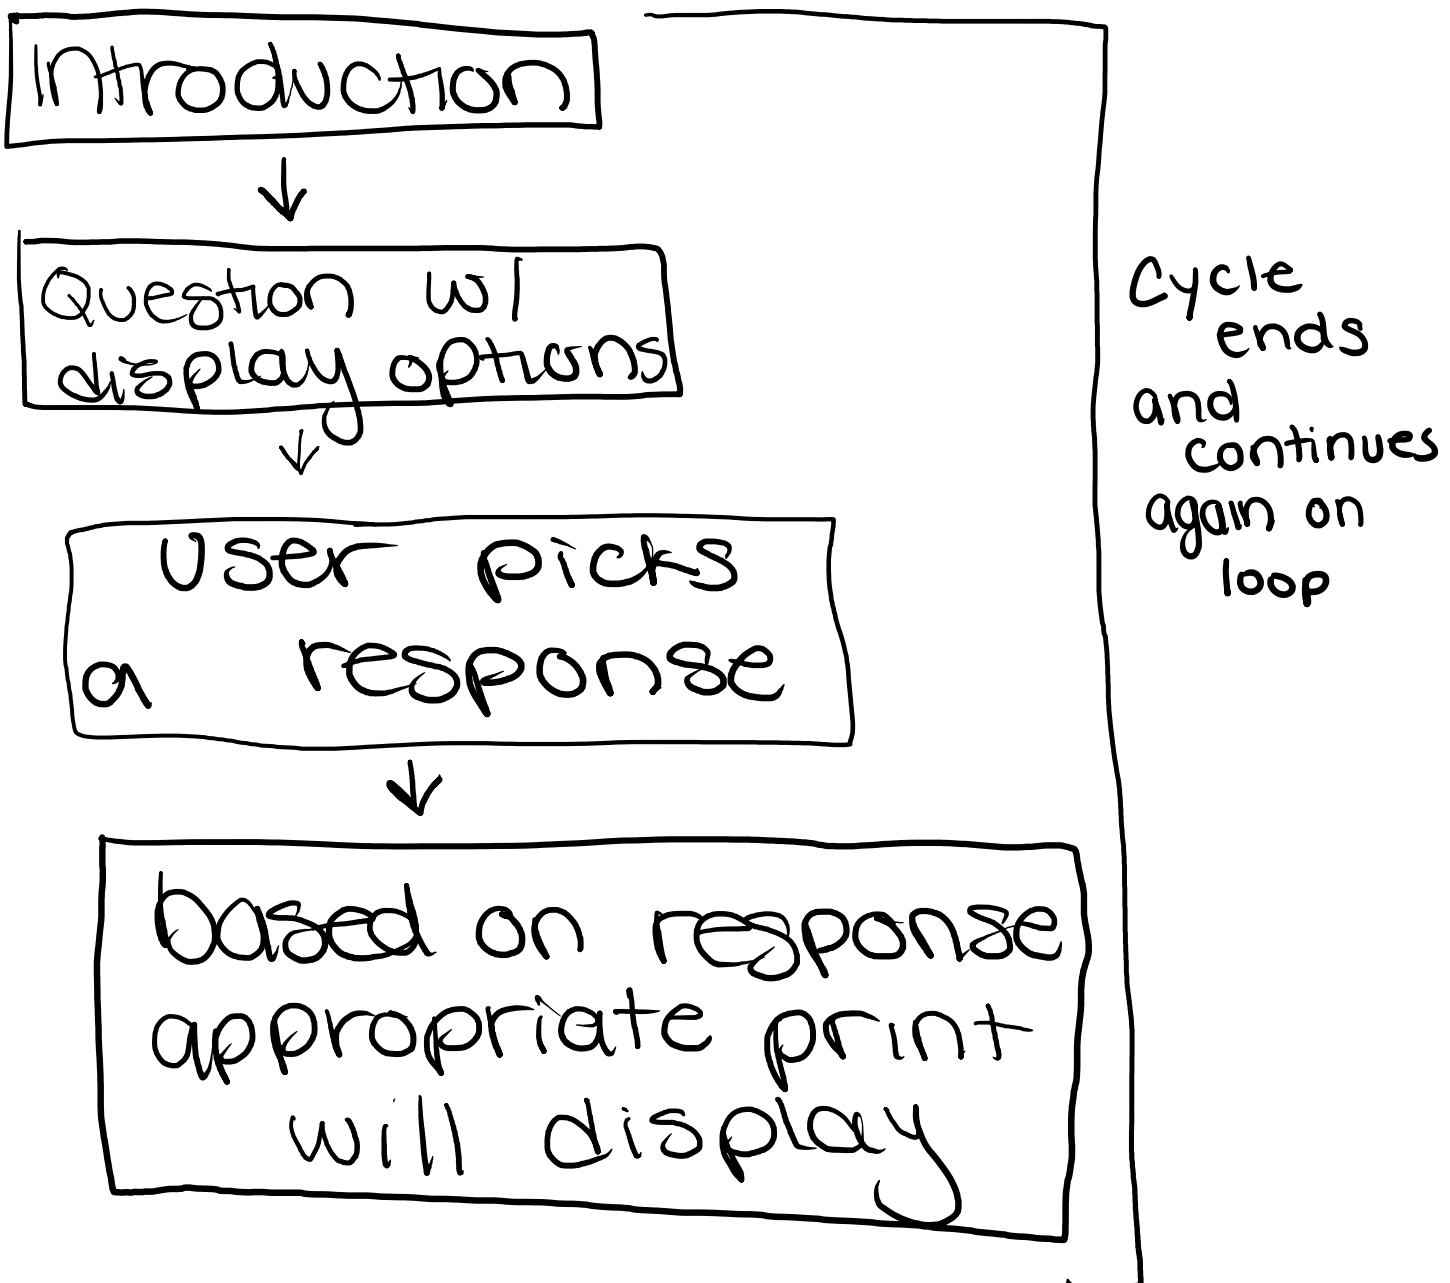 Introduction
Question w/
display options
User picks
a response
based on response
appropriate print
will display
Cycle
ends
and
continues
again on
loop